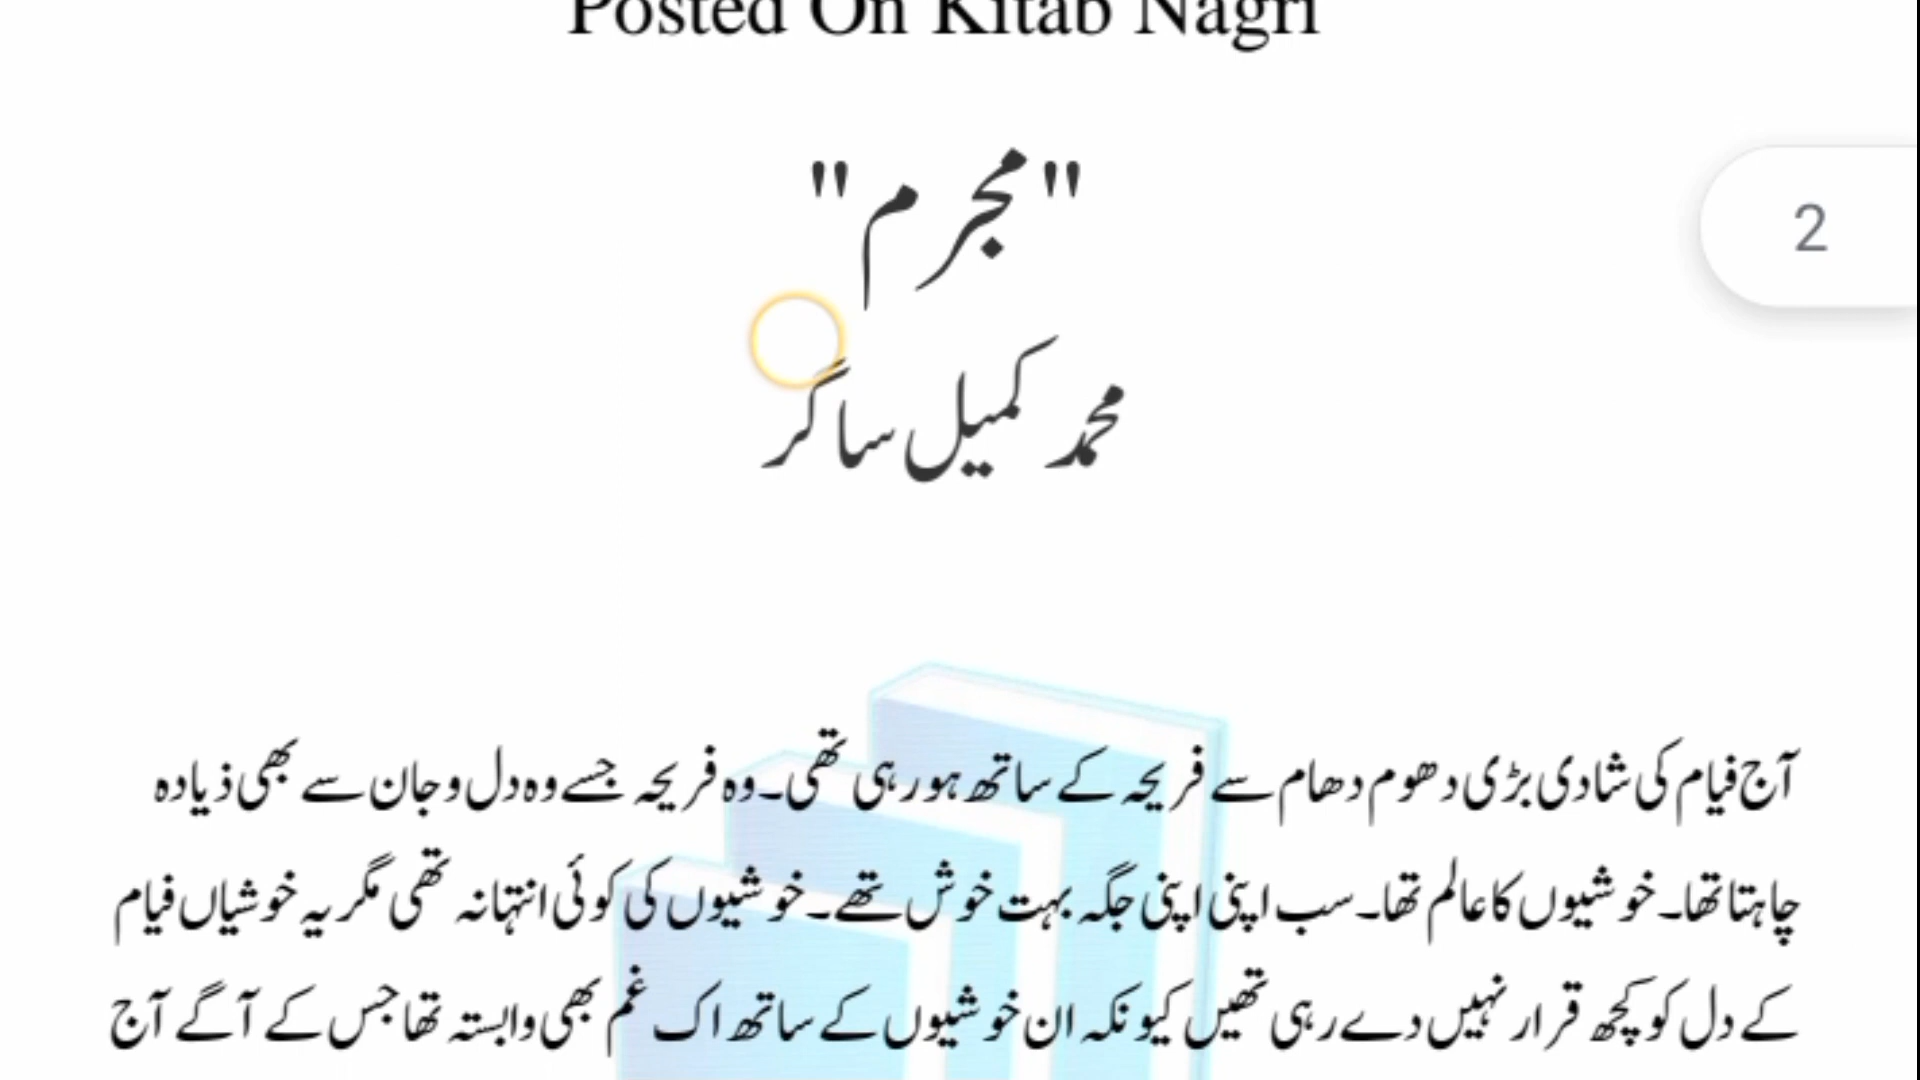 Posted On Kitab Nagri
"مجرم"
2
محمد کمیل ساگر
آج فیام کی شادی بڑی دھوم دھام سے فریحہ کے ساتھ ہو رہی تھی۔ وہ فریحہ جسے وہ دل و جان سے بھی ذیادہ
چاہتا تھا۔ خوشیوں کا عالم تھا۔ سب اپنی اپنی جگہ بہت خوش تھے۔ خوشیوں کی کوئی انتہا نہ تھی مگر یہ خوشیاں فیام
کے دل کو کچھ قرار نہیں دے رہی تھیں کیونکہ ان خوشیوں کے ساتھ اک غم بھی وابستہ تھا جس کے آگے آج